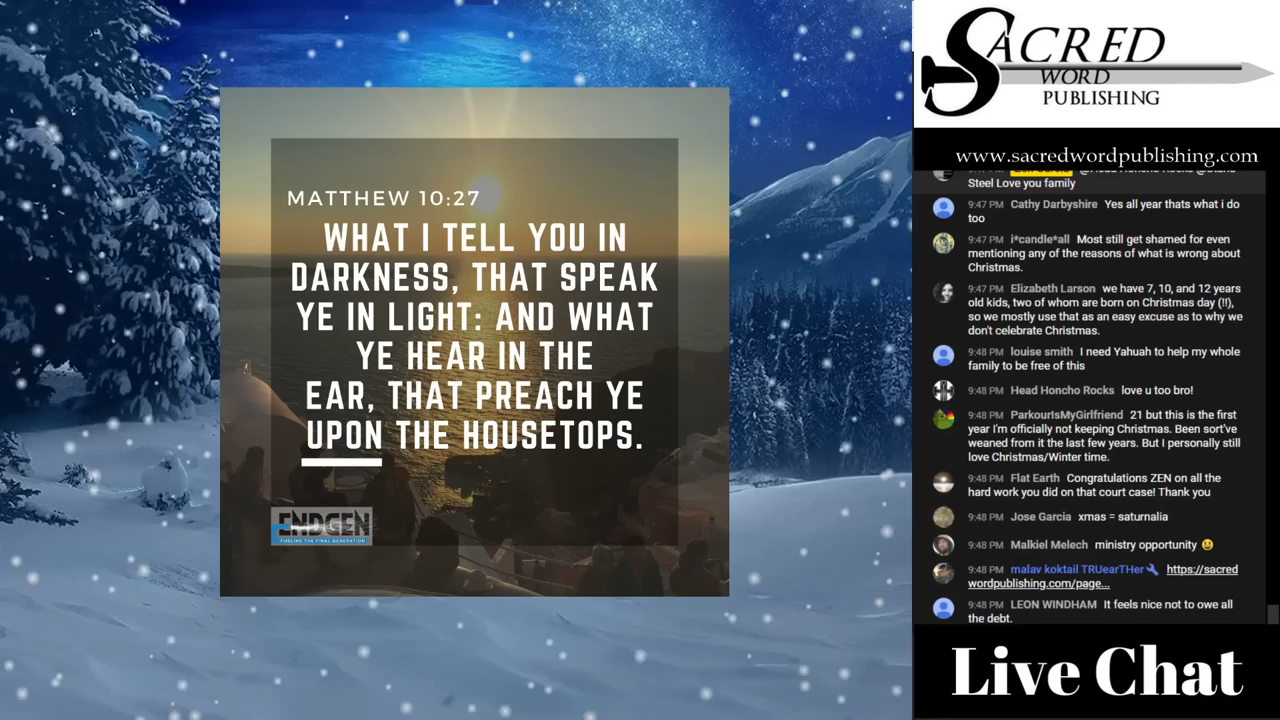 MATTHEW 10:27
WHAT I TELL YOU IN
DARKNESS, THAT SPEAK
YE IN LIGHT: AND WHAT
YE HEAR IN THE
EAR, THAT PREACH YE
UPON THE HOUSETOPS.
ENDGEN
FUELING THE FINAL GENERATION
SACRED
WORD
PUBLISHING
www.sacredwordpublishing.com
Steel Love you family
9:47 PM Cathy Darbyshire Yes all year thats what i do
too
9:47 PM i*candle*all Most still get shamed for even
mentioning any of the reasons of what is wrong about
Christmas.
9:47 PM Elizabeth Larson we have 7, 10, and 12 years
old kids, two of whom are born on Christmas day (!!),
so we mostly use that as an easy excuse as to why we
don't celebrate Christmas.
9:48 PM louise smith I need Yahuah to help my whole
family to be free of this
9:48 PM Head Honcho Rocks love u too bro!
9:48 PM ParkourIsMyGirlfriend 21 but this is the first
year I'm officially not keeping Christmas. Been sort've
weaned from it the last few years. But I personally still
love Christmas/Winter time.
9:48 PM Flat Earth Congratulations ZEN on all the
hard work you did on that court case! Thank you
9:48 PM Jose Garcia xmas = saturnalia
9:48 PM Malkiel Melech ministry opportunity 😃
9:48 PM malav koktail TRUearTHer https://sacred
wordpublishing.com/page...
9:48 PM LEON WINDHAM It feels nice not to owe all
the debt.
Live Chat